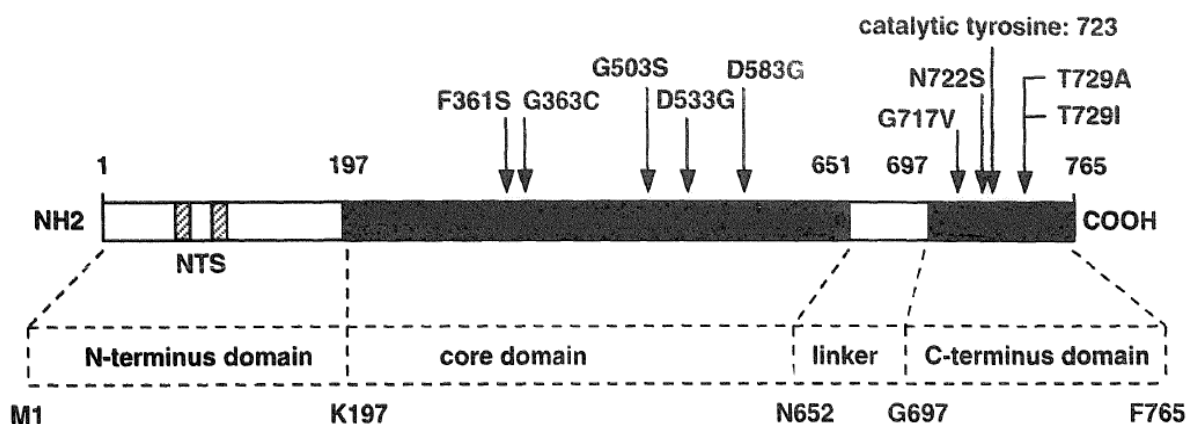 catalytic tyrosine: 723
G503S D583G N722S T729A
F361S G363C D533G G717V T729I
1 197 651 697 765
NH2 COOH
NTS
N-terminus domain core domain linker C-terminus domain
M1 K197 N652 G697 F765